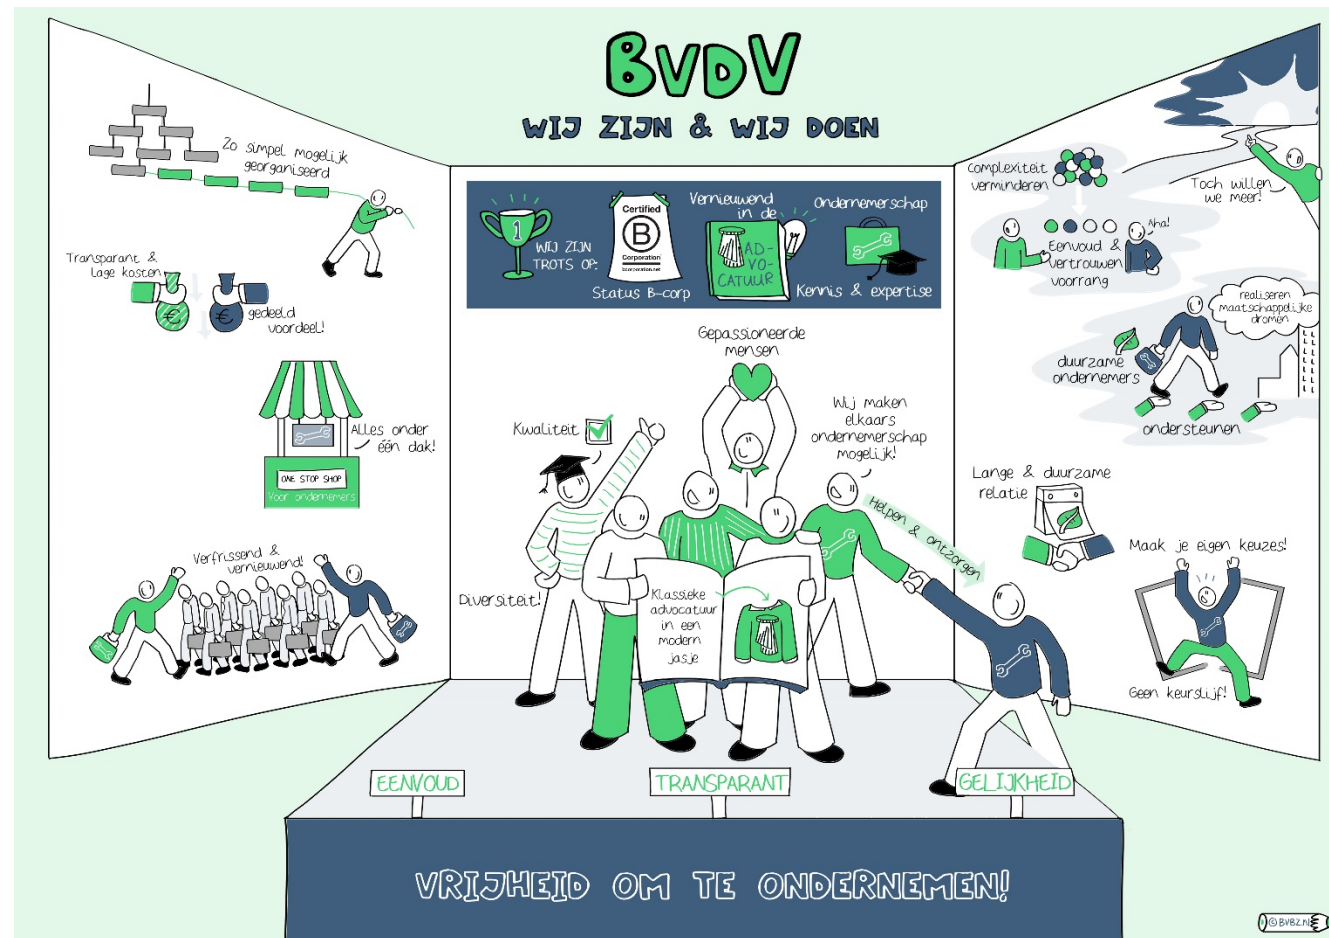 BVDV
WIJ ZIJN & WIJ DOEN
Zo simpel mogelijk
georganiseerd
Transparant &
lage kosten
€
€
gedeeld
voordeel!
Alles onder
één dak!
ONE STOP SHOP
Voor ondernemers
Verfrissend &
vernieuwend!
1
WIJ ZIJN
TROTS OP:
Certified
B
Corporation
bcorporation.net
Status B-corp
Vernieuwend
in de
AD-
VO-
CATUUR
Ondernemerschap
Kennis & expertise
Gepassioneerde
mensen
Kwaliteit
Diversiteit!
Wij maken
elkaars
ondernemerschap
mogelijk!
Helpen & ontzorgen
Klassieke
advocatuur
in een
modern
jasje
Complexiteit
verminderen
Toch willen
we meer!
Aha!
Eenvoud &
vertrouwen
voorrang
realiseren
maatschappelijke
dromen
duurzame
ondernemers
ondersteunen
Lange & duurzame
relatie
Maak je eigen keuzes!
Geen keurslijf!
EENVOUD
TRANSPARANT
GELIJKHEID
VRIJHEID OM TE ONDERNEMEN!
© BVBZ.NL